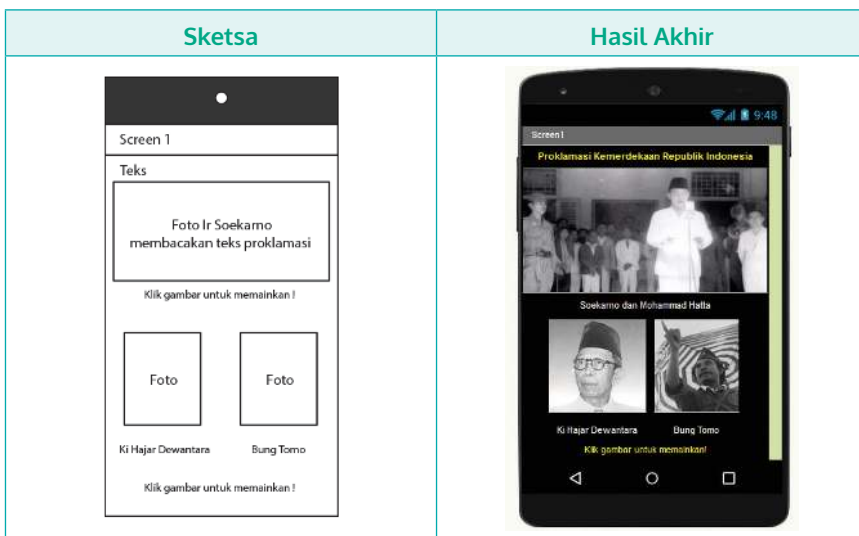 Sketsa
Hasil Akhir
Screen 1
Teks
Foto Ir Soekarno
membacakan teks proklamasi
Klik gambar untuk memainkan !
Foto
Foto
Ki Hajar Dewantara
Bung Tomo
Klik gambar untuk memainkan !
9:48
Screen1
Proklamasi Kemerdekaan Republik Indonesia
Soekarno dan Mohammad Hatta
Ki Hajar Dewantara
Bung Tomo
Klik gambar untuk memainkan!